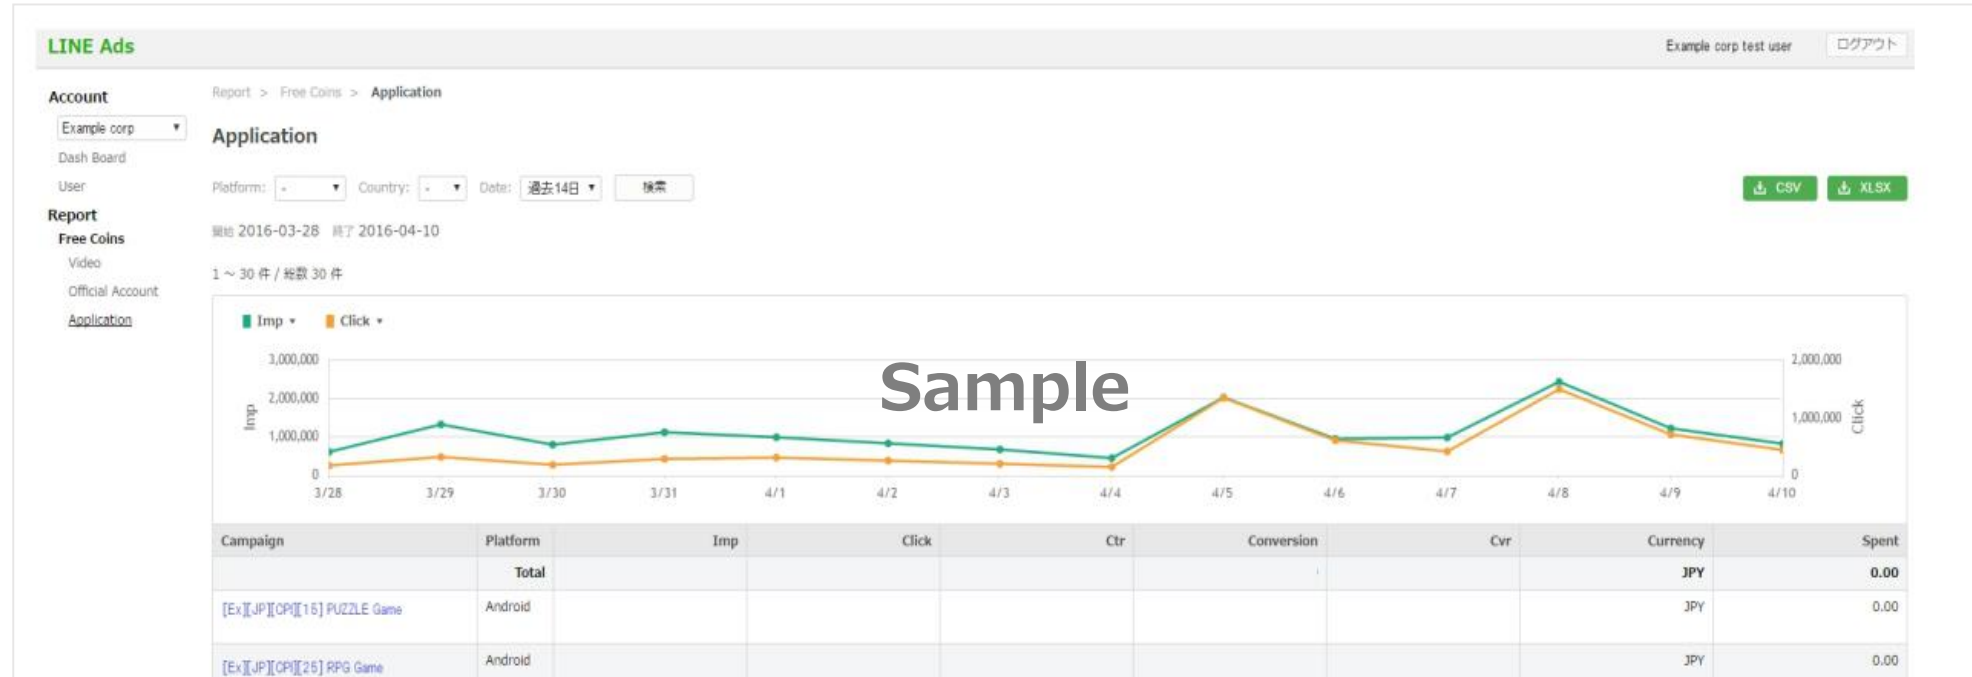 LINE Ads
Example corp test user ログアウト
Account
Example corp
Dash Board
User
Report
Free Coins
Video
Official Account
Application
Report > Free Coins > Application
Application
Platform: - Country: - Date: 過去14日 検索
CSV XLSX
開始 2016-03-28 終了 2016-04-10
1 ~ 30 件 / 総数 30 件
Imp Click
Sample
3,000,000
2,000,000
1,000,000
0
Imp
2,000,000
1,000,000
0
Click
3/28 3/29 3/30 3/31 4/1 4/2 4/3 4/4 4/5 4/6 4/7 4/8 4/9 4/10
Campaign Platform Imp Click Ctr Conversion Cvr Currency Spent
Total JPY 0.00
[Ex][JP][CPI][15] PUZZLE Game Android JPY 0.00
[Ex][JP][CPI][25] RPG Game Android JPY 0.00